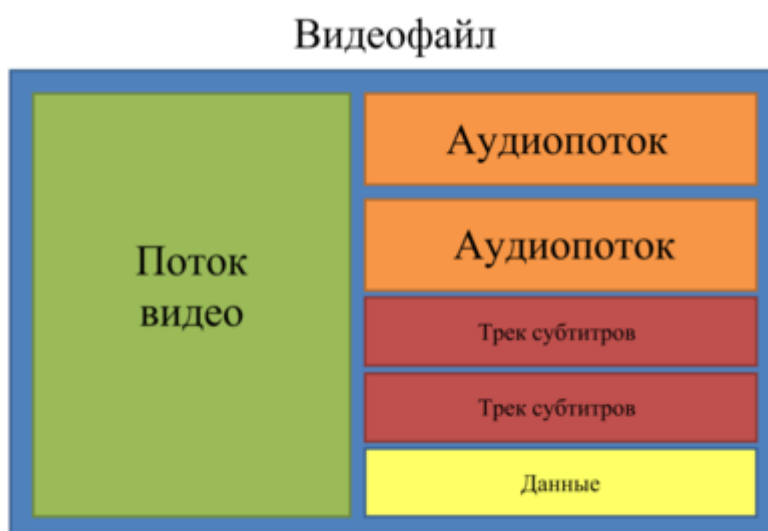 Видеофайл
Поток
видео
Аудиопоток
Аудиопоток
Трек субтитров
Трек субтитров
Данные